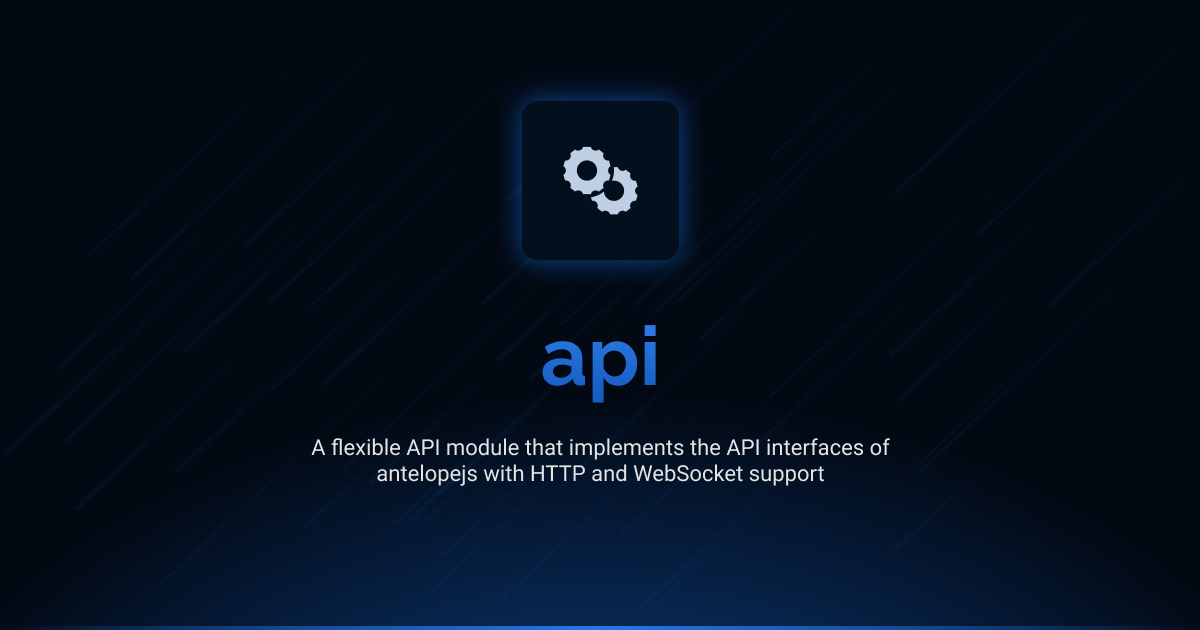 api
A flexible API module that implements the API interfaces of
antelopejs with HTTP and WebSocket support